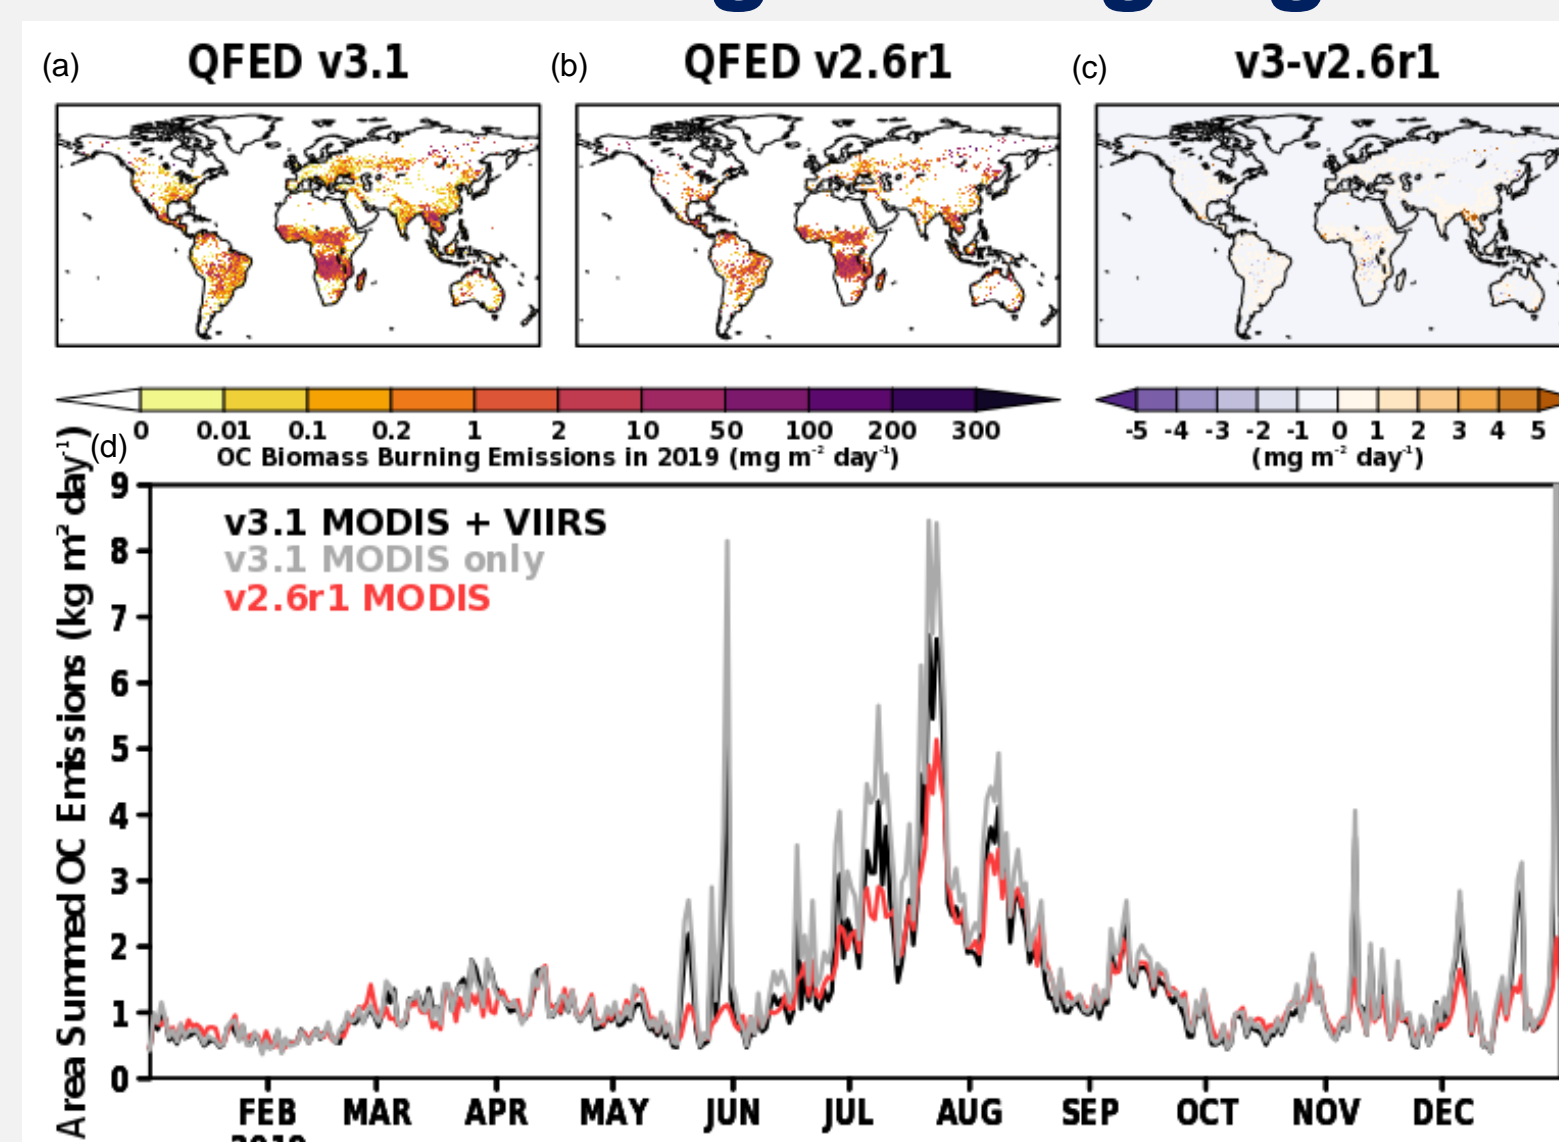 (a) QFED v3.1
(b) QFED v2.6r1
(c) v3-v2.6r1
0 0.01 0.1 0.2 1 2 10 50 100 200 300
OC Biomass Burning Emissions in 2019 (mg m⁻² day⁻¹)
-5 -4 -3 -2 -1 0 1 2 3 4 5
(mg m⁻² day⁻¹)
(d)
Area Summed OC Emissions (kg m² day⁻¹)
9
8
7
6
5
4
3
2
1
0
v3.1 MODIS + VIIRS
v3.1 MODIS only
v2.6r1 MODIS
FEB MAR APR MAY JUN JUL AUG SEP OCT NOV DEC
2019